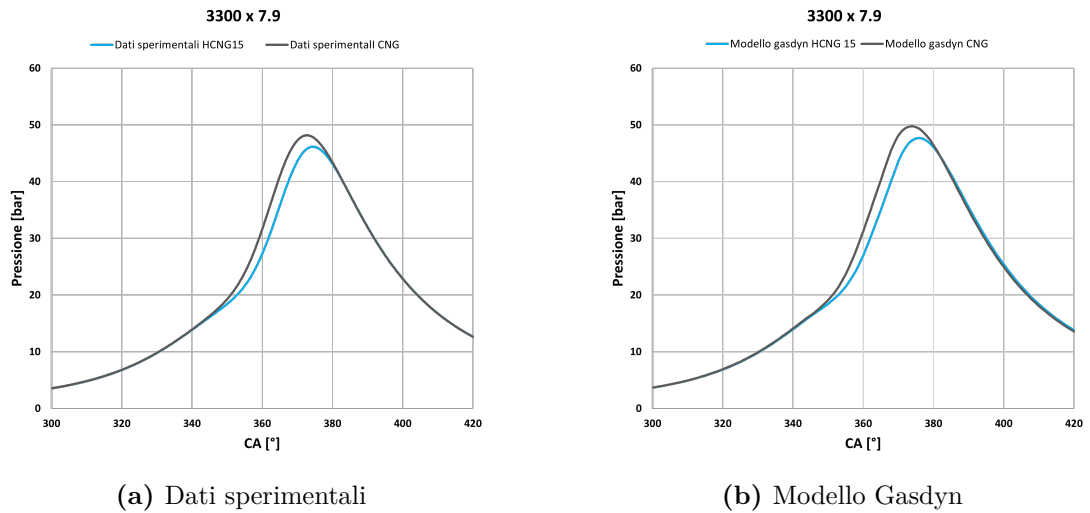 3300 x 7.9
Dati sperimentali HCNG15 Dati sperimentalI CNG
60
50
40
30
20
10
0
Pressione [bar]
300 320 340 360 380 400 420
CA [°]
(a) Dati sperimentali
3300 x 7.9
Modello gasdyn HCNG 15 Modello gasdyn CNG
60
50
40
30
20
10
0
Pressione [bar]
300 320 340 360 380 400 420
CA [°]
(b) Modello Gasdyn